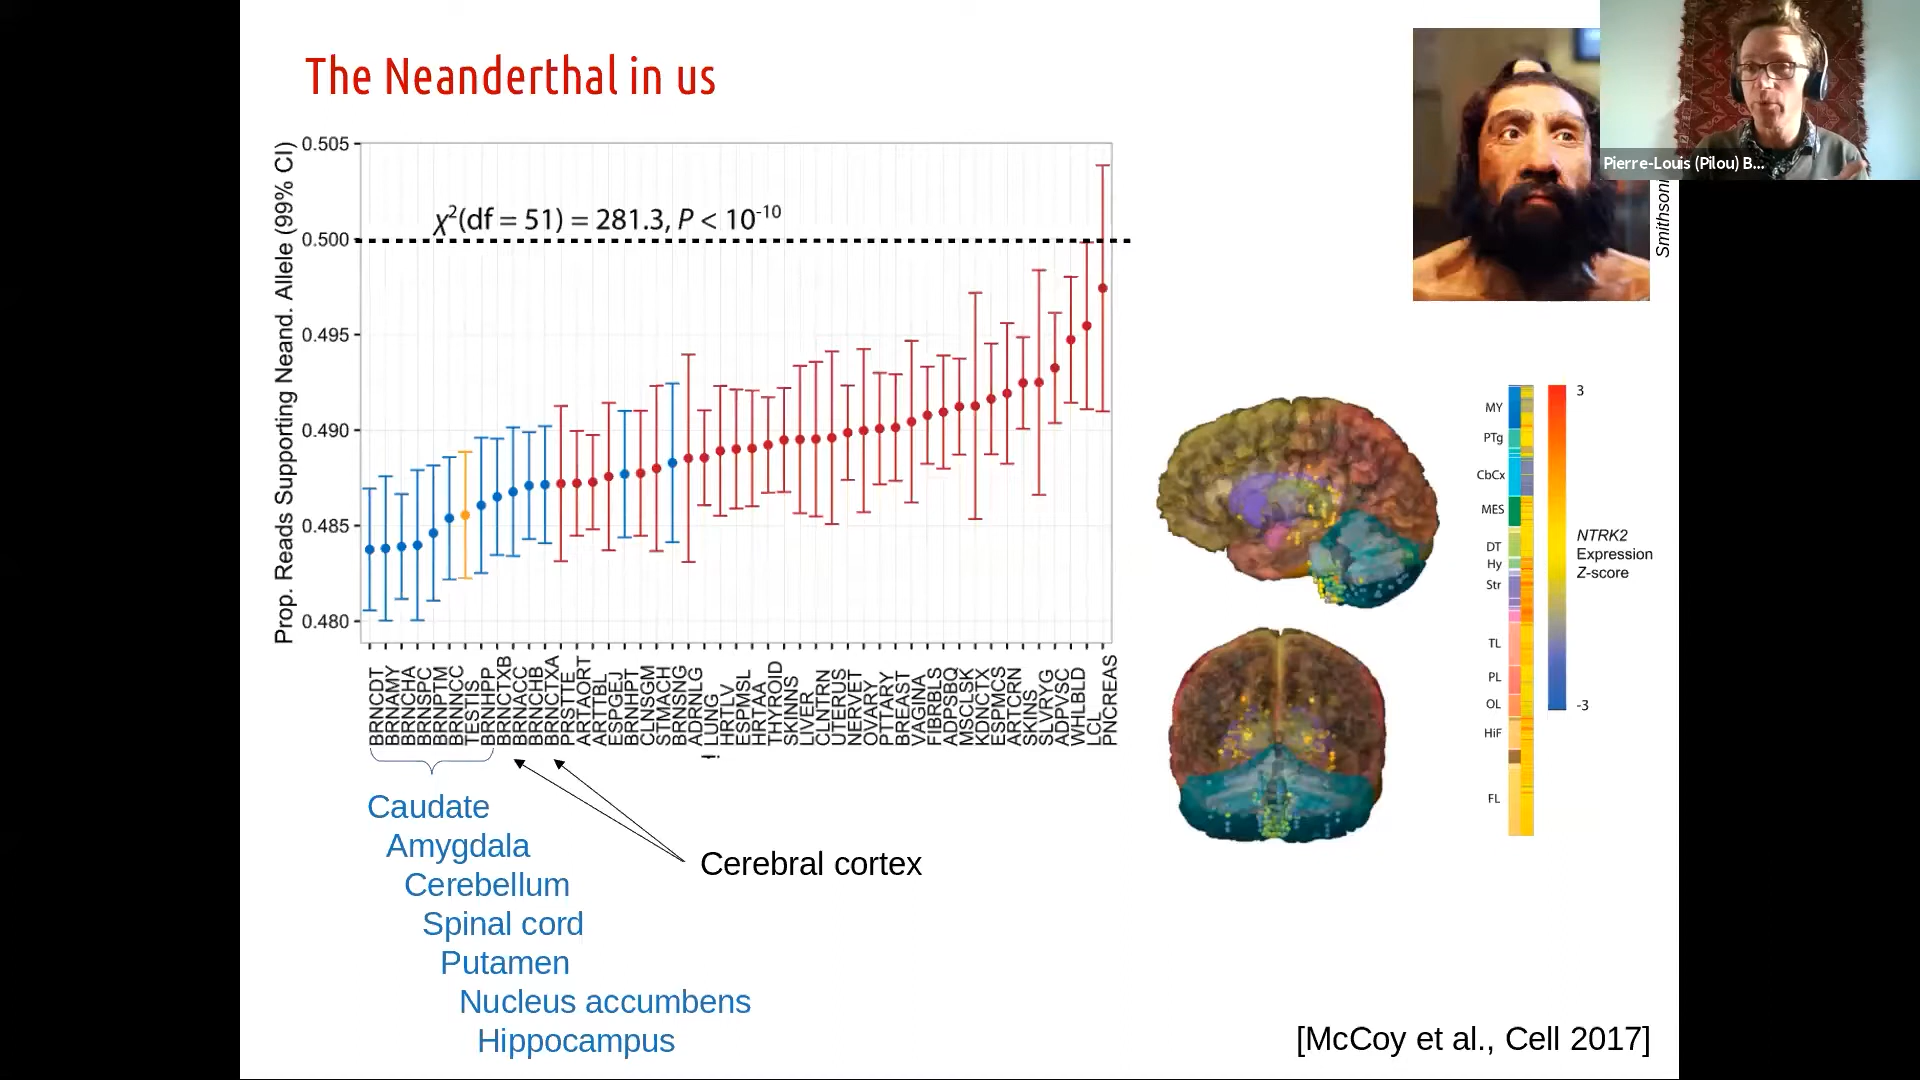 The Neanderthal in us
Pierre-Louis (Pilou) B...
Smithsoni
Prop. Reads Supporting Neand. Allele (99% CI)
0.505
0.500
0.495
0.490
0.485
0.480
χ²(df = 51) = 281.3, P < 10⁻¹⁰
BRNCDT
BRNAMY
BRNCHA
BRNSPC
BRNPTM
BRNNCC
TESTIS
BRNHPP
BRNCTXB
BRNACC
BRNCHB
BRNCTXA
PRSTTE
ARTAORT
ARTTBL
ESPGEJ
BRNHPT
CLNSGM
STMACH
BRNSNG
ADRNLG
LUNG
HRTLV
ESPMSL
HRTAA
THYROID
SKINNS
LIVER
CLNTRN
UTERUS
NERVET
OVARY
PTTARY
BREAST
VAGINA
FIBRBLS
ADPSBQ
MSCLSK
KDNCTX
ESPMCS
ARTCRN
SKINS
SLVRYG
ADPVSC
WHLBLD
LCL
PNCREAS
Caudate
Amygdala
Cerebellum
Spinal cord
Putamen
Nucleus accumbens
Hippocampus
Cerebral cortex
MY
PTg
CbCx
MES
DT
Hy
Str
TL
PL
OL
HiF
FL
3
NTRK2
Expression
Z-score
-3
[McCoy et al., Cell 2017]